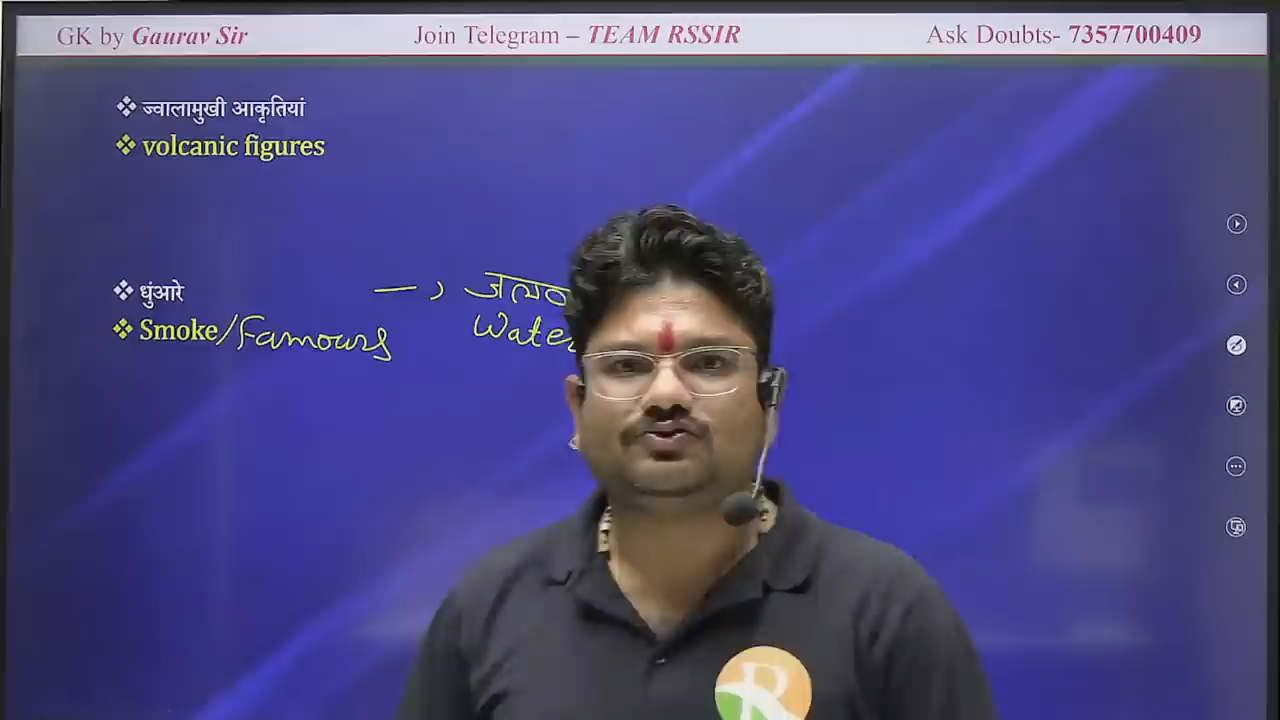 GK by Gaurav Sir
Join Telegram – TEAM RSSIR
Ask Doubts- 7357700409
❖ ज्वालामुखी आकृतियां
❖ volcanic figures
❖ धुंआरे
❖ Smoke/Famours